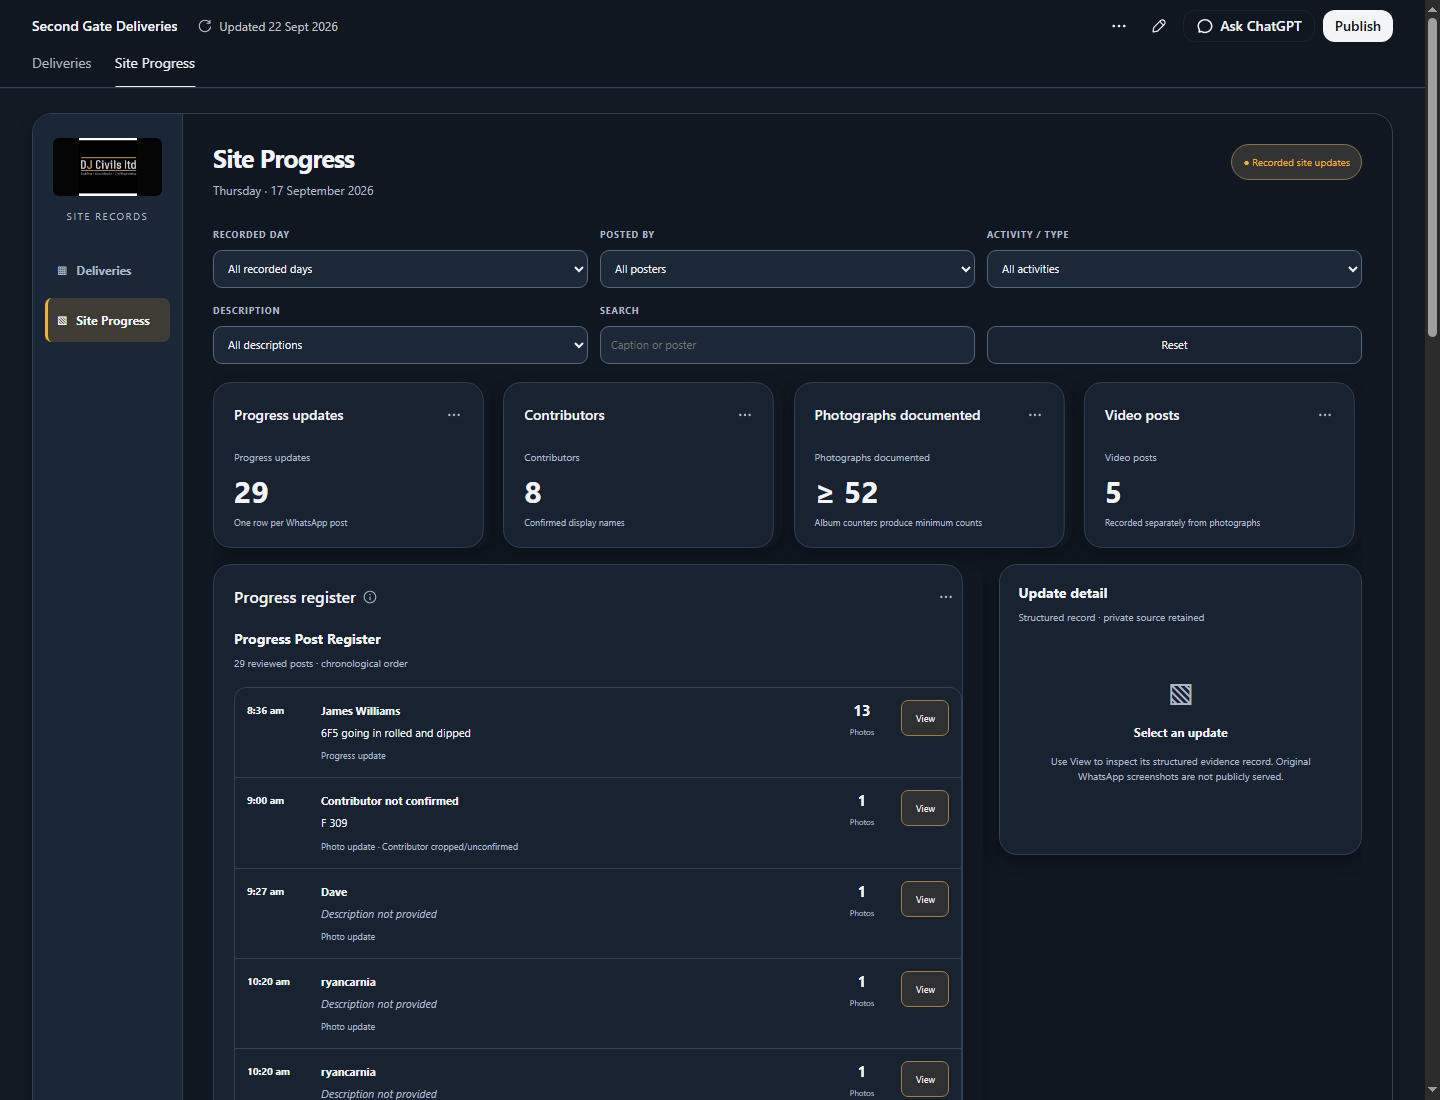 Second Gate Deliveries
Updated 22 Sept 2026
Ask ChatGPT
Publish
Deliveries
Site Progress
DJ Civils ltd
SITE RECORDS
Deliveries
Site Progress
Site Progress
Thursday · 17 September 2026
Recorded site updates
RECORDED DAY
POSTED BY
ACTIVITY / TYPE
All recorded days
All posters
All activities
DESCRIPTION
SEARCH
All descriptions
Caption or poster
Reset
Progress updates
Progress updates
29
One row per WhatsApp post
Contributors
Contributors
8
Confirmed display names
Photographs documented
Photographs documented
≥ 52
Album counters produce minimum counts
Video posts
Video posts
5
Recorded separately from photographs
Progress register
Progress Post Register
29 reviewed posts · chronological order
8:36 am
James Williams
6F5 going in rolled and dipped
Progress update
13
Photos
View
9:00 am
Contributor not confirmed
F 309
Photo update · Contributor cropped/unconfirmed
1
Photos
View
9:27 am
Dave
Description not provided
Photo update
1
Photos
View
10:20 am
ryancarnia
Description not provided
Photo update
1
Photos
View
10:20 am
ryancarnia
Description not provided
1
Photos
View
Update detail
Structured record · private source retained
Select an update
Use View to inspect its structured evidence record. Original
WhatsApp screenshots are not publicly served.